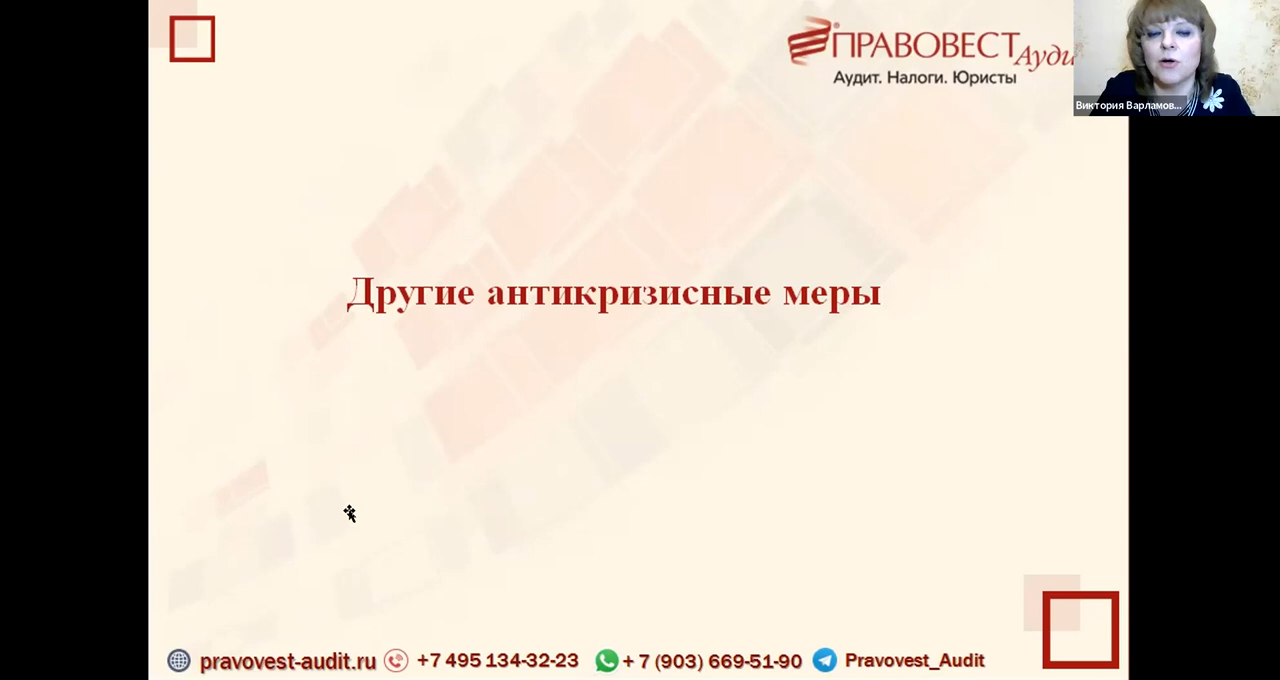 ПРАВОВЕСТ
Аудит. Налоги. Юристы
Виктория Варламов...
Другие антикризисные меры
pravovest-audit.ru +7 495 134-32-23 + 7 (903) 669-51-90 Pravovest_Audit